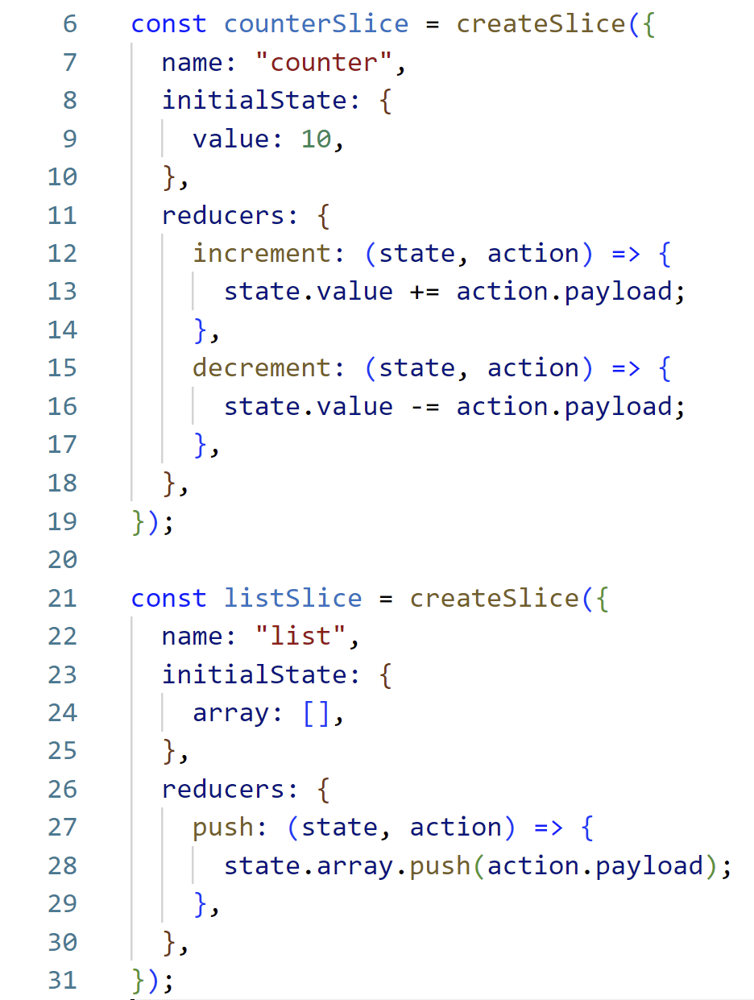 6 const counterSlice = createSlice({
7 name: "counter",
8 initialState: {
9 value: 10,
10 },
11 reducers: {
12 increment: (state, action) => {
13 state.value += action.payload;
14 },
15 decrement: (state, action) => {
16 state.value -= action.payload;
17 },
18 },
19 });
20
21 const listSlice = createSlice({
22 name: "list",
23 initialState: {
24 array: [],
25 },
26 reducers: {
27 push: (state, action) => {
28 state.array.push(action.payload);
29 },
30 },
31 });